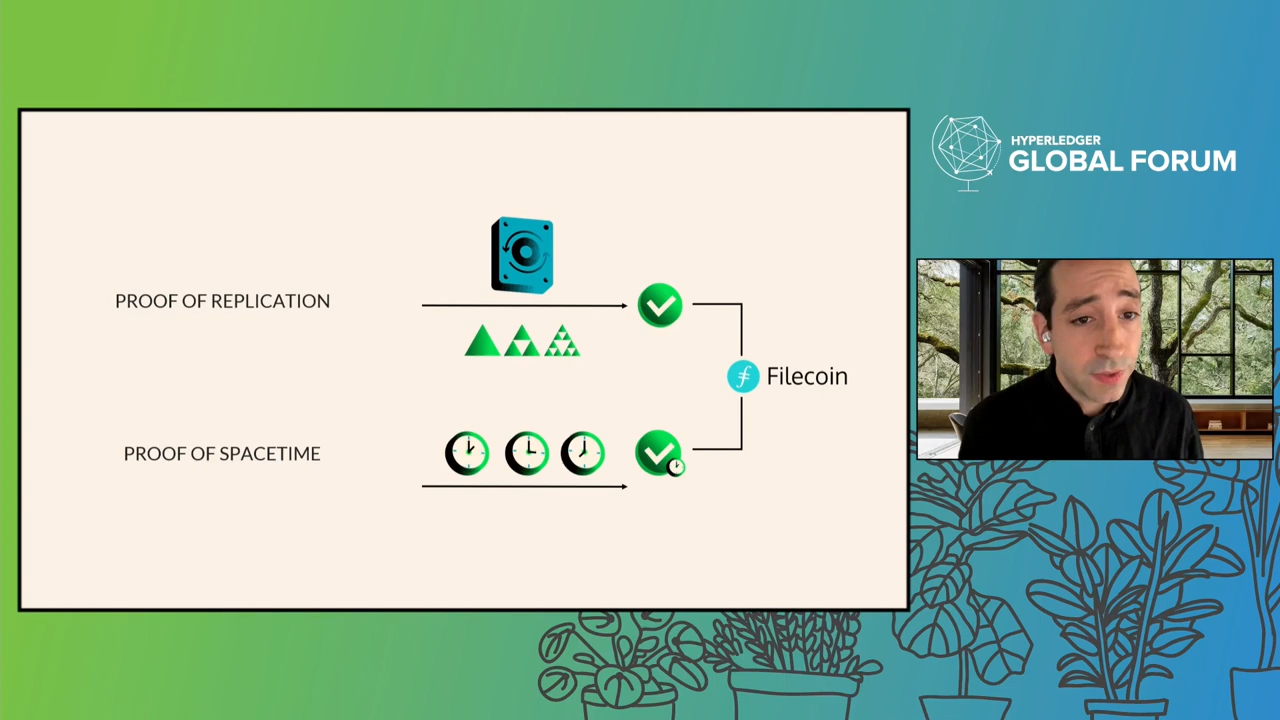 HYPERLEDGER
GLOBAL FORUM
PROOF OF REPLICATION
Filecoin
PROOF OF SPACETIME